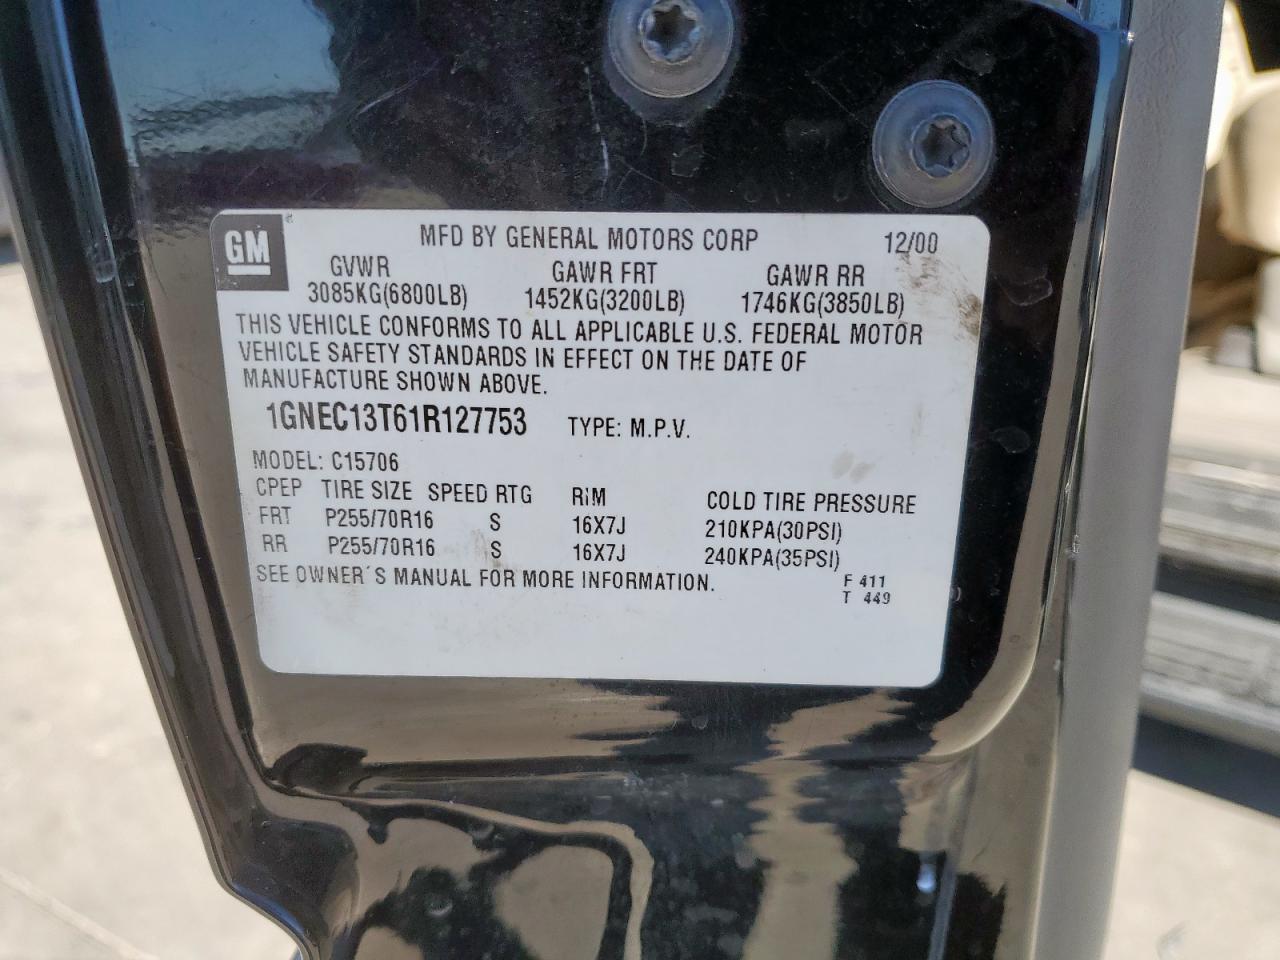 GM MFD BY GENERAL MOTORS CORP 12/00
GVWR GAWR FRT GAWR RR
3085KG(6800LB) 1452KG(3200LB) 1746KG(3850LB)
THIS VEHICLE CONFORMS TO ALL APPLICABLE U.S. FEDERAL MOTOR
VEHICLE SAFETY STANDARDS IN EFFECT ON THE DATE OF
MANUFACTURE SHOWN ABOVE.
1GNEC13T61R127753 TYPE: M.P.V.
MODEL: C15706
CPEP TIRE SIZE SPEED RTG RIM COLD TIRE PRESSURE
FRT P255/70R16 S 16X7J 210KPA(30PSI)
RR P255/70R16 S 16X7J 240KPA(35PSI)
SEE OWNER'S MANUAL FOR MORE INFORMATION. F 411
T 449